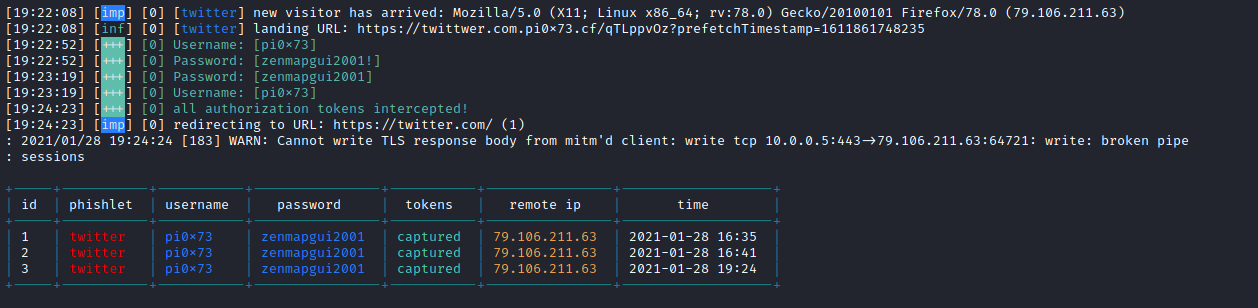 [19:22:08] [imp] [0] [twitter] new visitor has arrived: Mozilla/5.0 (X11; Linux x86_64; rv:78.0) Gecko/20100101 Firefox/78.0 (79.106.211.63)
[19:22:08] [inf] [0] [twitter] landing URL: https://twittwer.com.pi0×73.cf/qTLppvOz?prefetchTimestamp=1611861748235
[19:22:52] [+++] [0] Username: [pi0×73]
[19:22:52] [+++] [0] Password: [zenmapgui2001!]
[19:23:19] [+++] [0] Password: [zenmapgui2001]
[19:23:19] [+++] [0] Username: [pi0×73]
[19:24:23] [+++] [0] all authorization tokens intercepted!
[19:24:23] [imp] [0] redirecting to URL: https://twitter.com/ (1)
: 2021/01/28 19:24:24 [183] WARN: Cannot write TLS response body from mitm'd client: write tcp 10.0.0.5:443→79.106.211.63:64721: write: broken pipe
: sessions
id phishlet username password tokens remote ip time
1 twitter pi0×73 zenmapgui2001 captured 79.106.211.63 2021-01-28 16:35
2 twitter pi0×73 zenmapgui2001 captured 79.106.211.63 2021-01-28 16:41
3 twitter pi0×73 zenmapgui2001 captured 79.106.211.63 2021-01-28 19:24